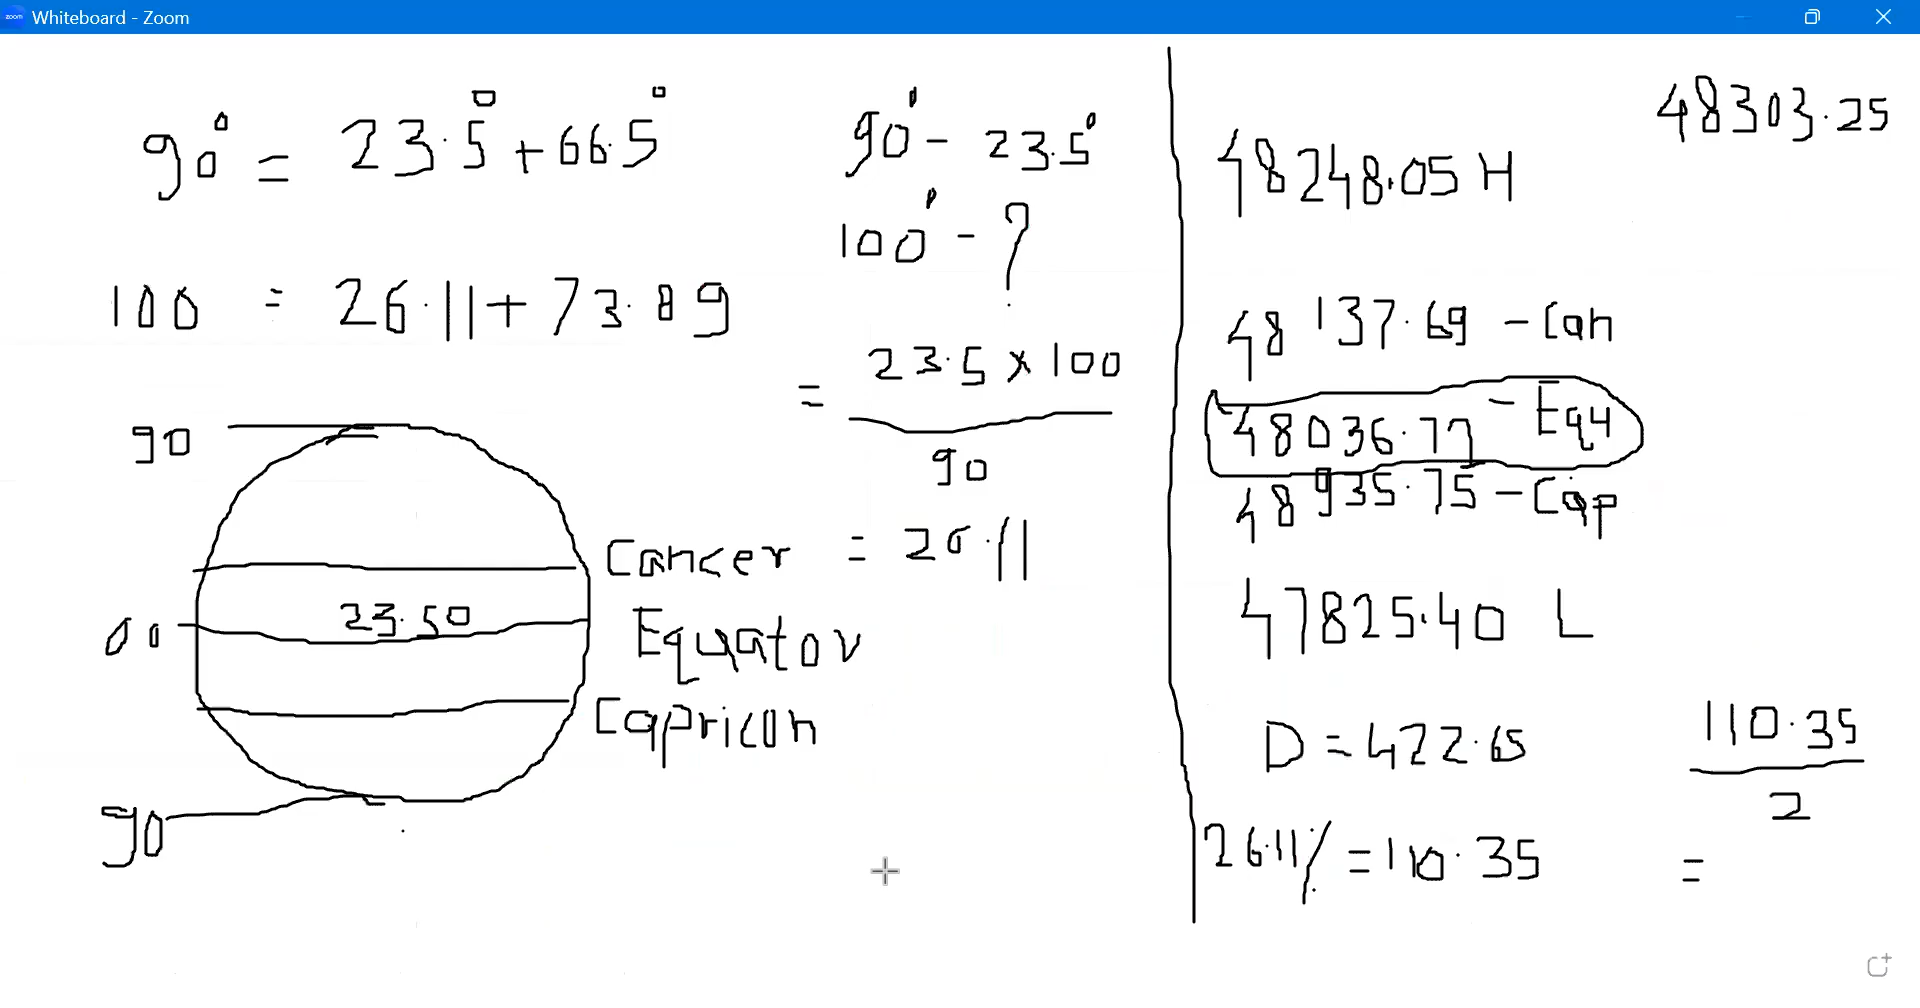 zoom Whiteboard - Zoom
90° = 23.5° + 66.5°
100 = 26.11 + 73.89
90
Cancer
00
23.50
Equator
Capricon
90
90° - 23.5°
100° - ?
= 23.5 x 100
90
= 26.11
48303.25
48248.05 H
48137.69 - Can
48036.77 - Equ
48935.75 - Cap
47825.40 L
D = 422.65
26.11% = 110.35
110.35
2
=